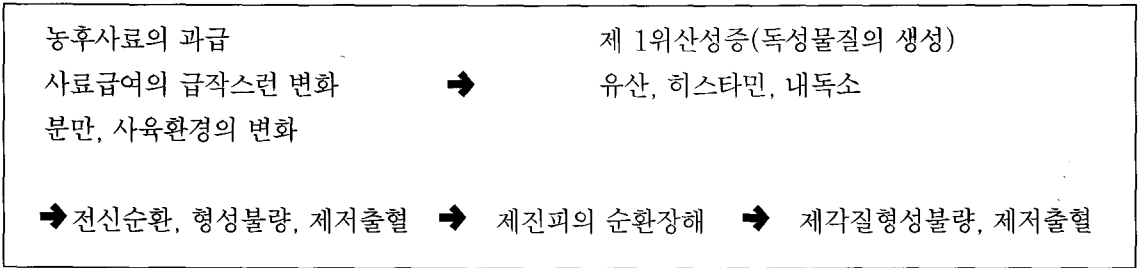 농후사료의 과급 제 1위산성증(독성물질의 생성)
사료급여의 급작스런 변화 ➔ 유산, 히스타민, 내독소
분만, 사육환경의 변화
➔ 전신순환, 형성불량, 제저출혈 ➔ 제진피의 순환장해 ➔ 제각질형성불량, 제저출혈